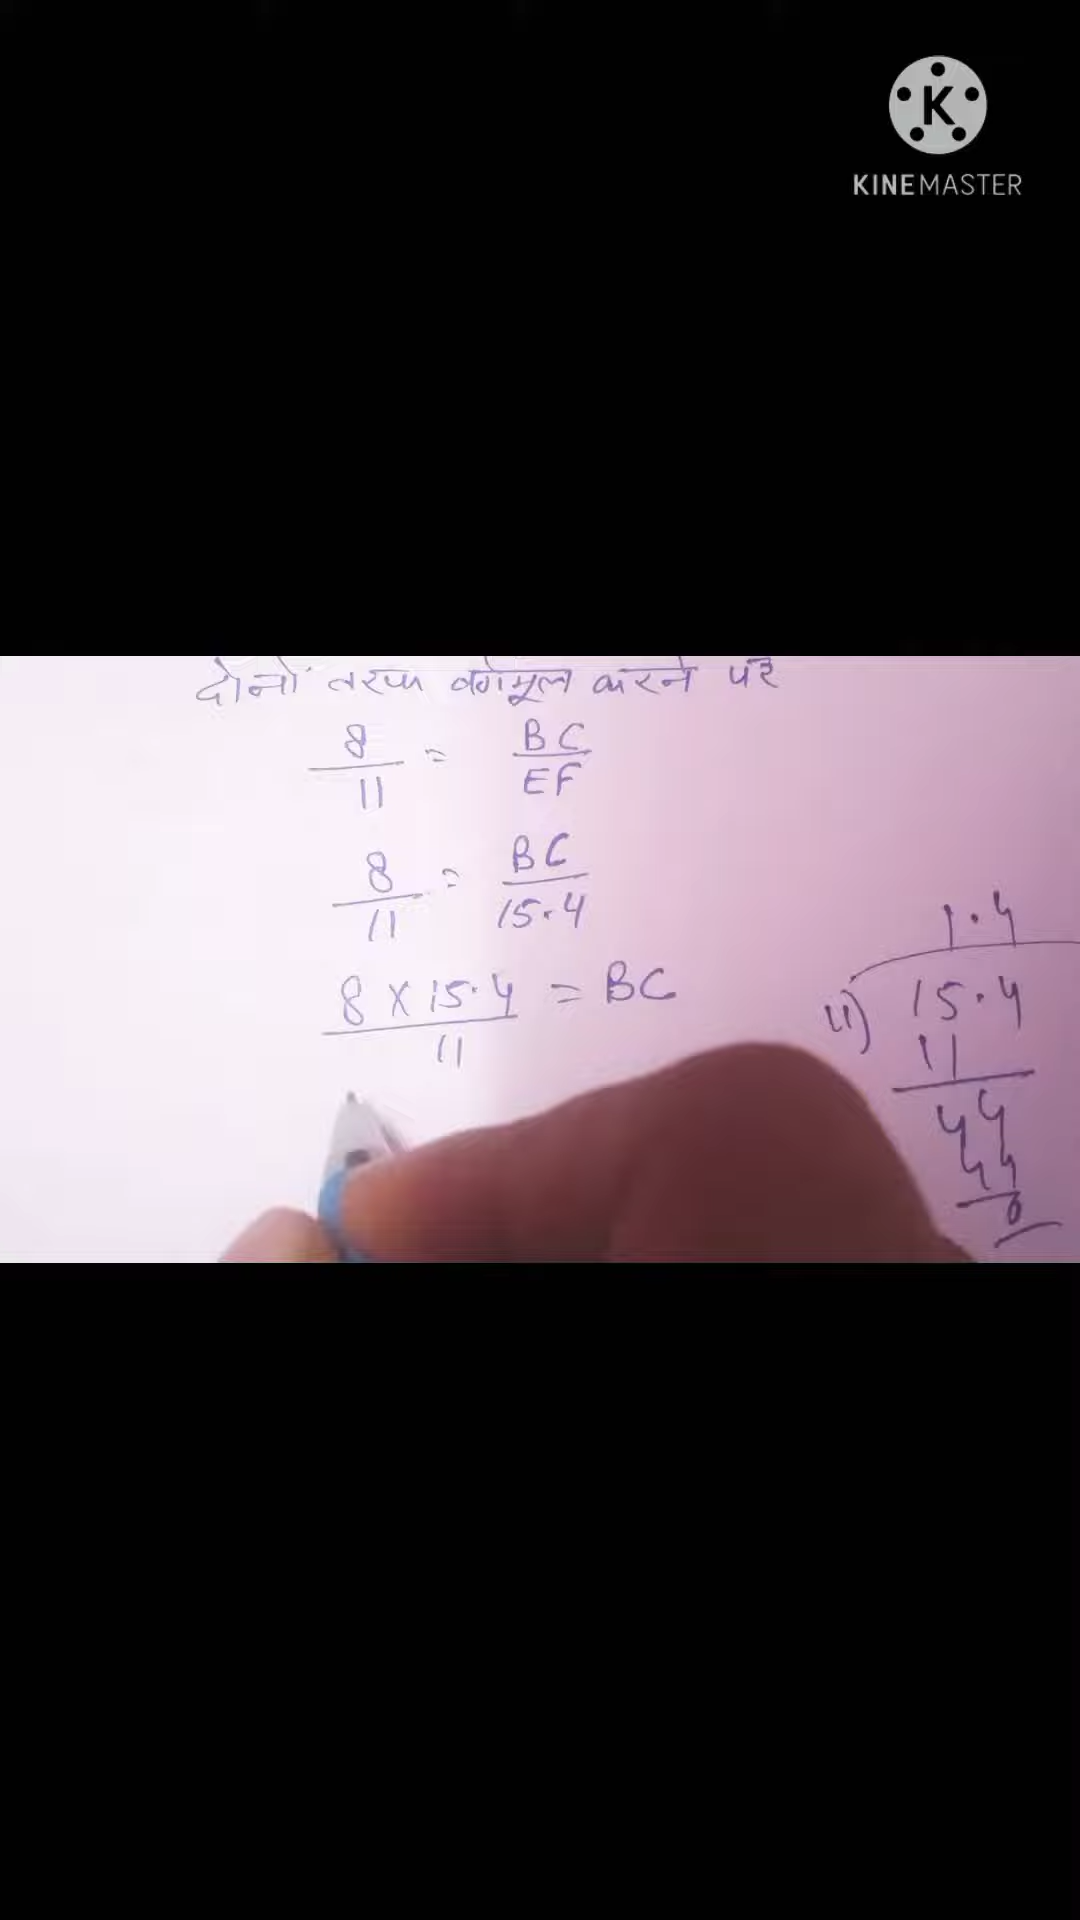 K
KINEMASTER
दोनों तरफ वर्गमूल करने पर
8/11 = BC/EF
8/11 = BC/15.4
8 x 15.4/11 = BC
1.4
11) 15.4
11
44
44
0